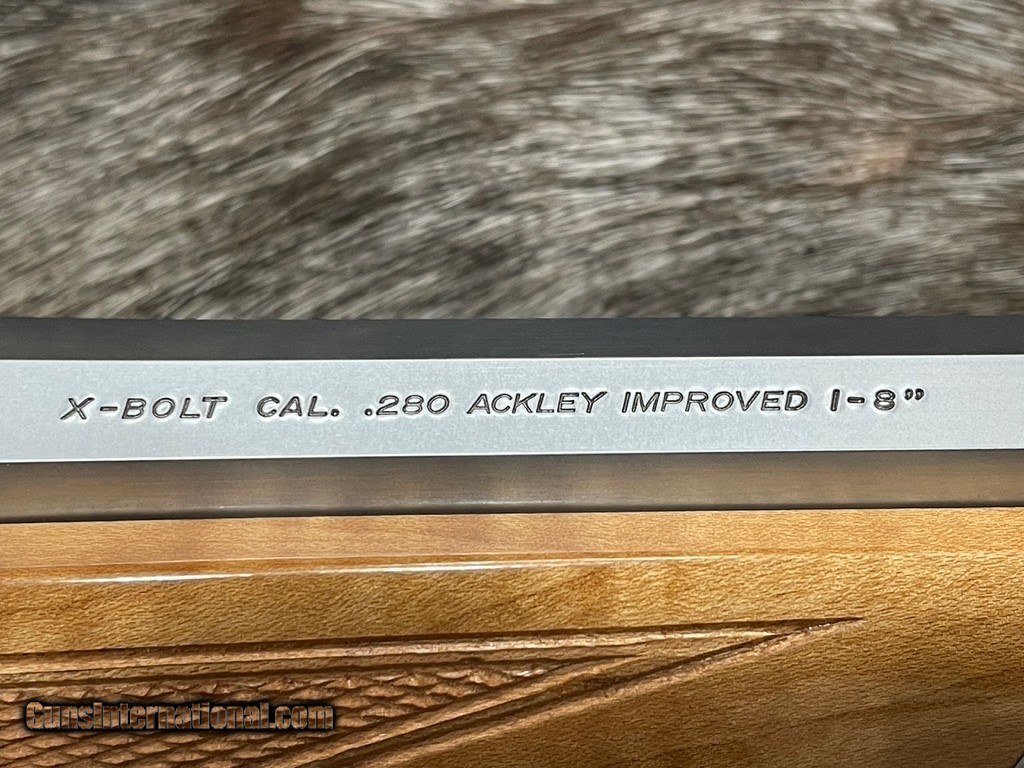 X-BOLT CAL. .280 ACKLEY IMPROVED 1-8"
GunsInternational.com